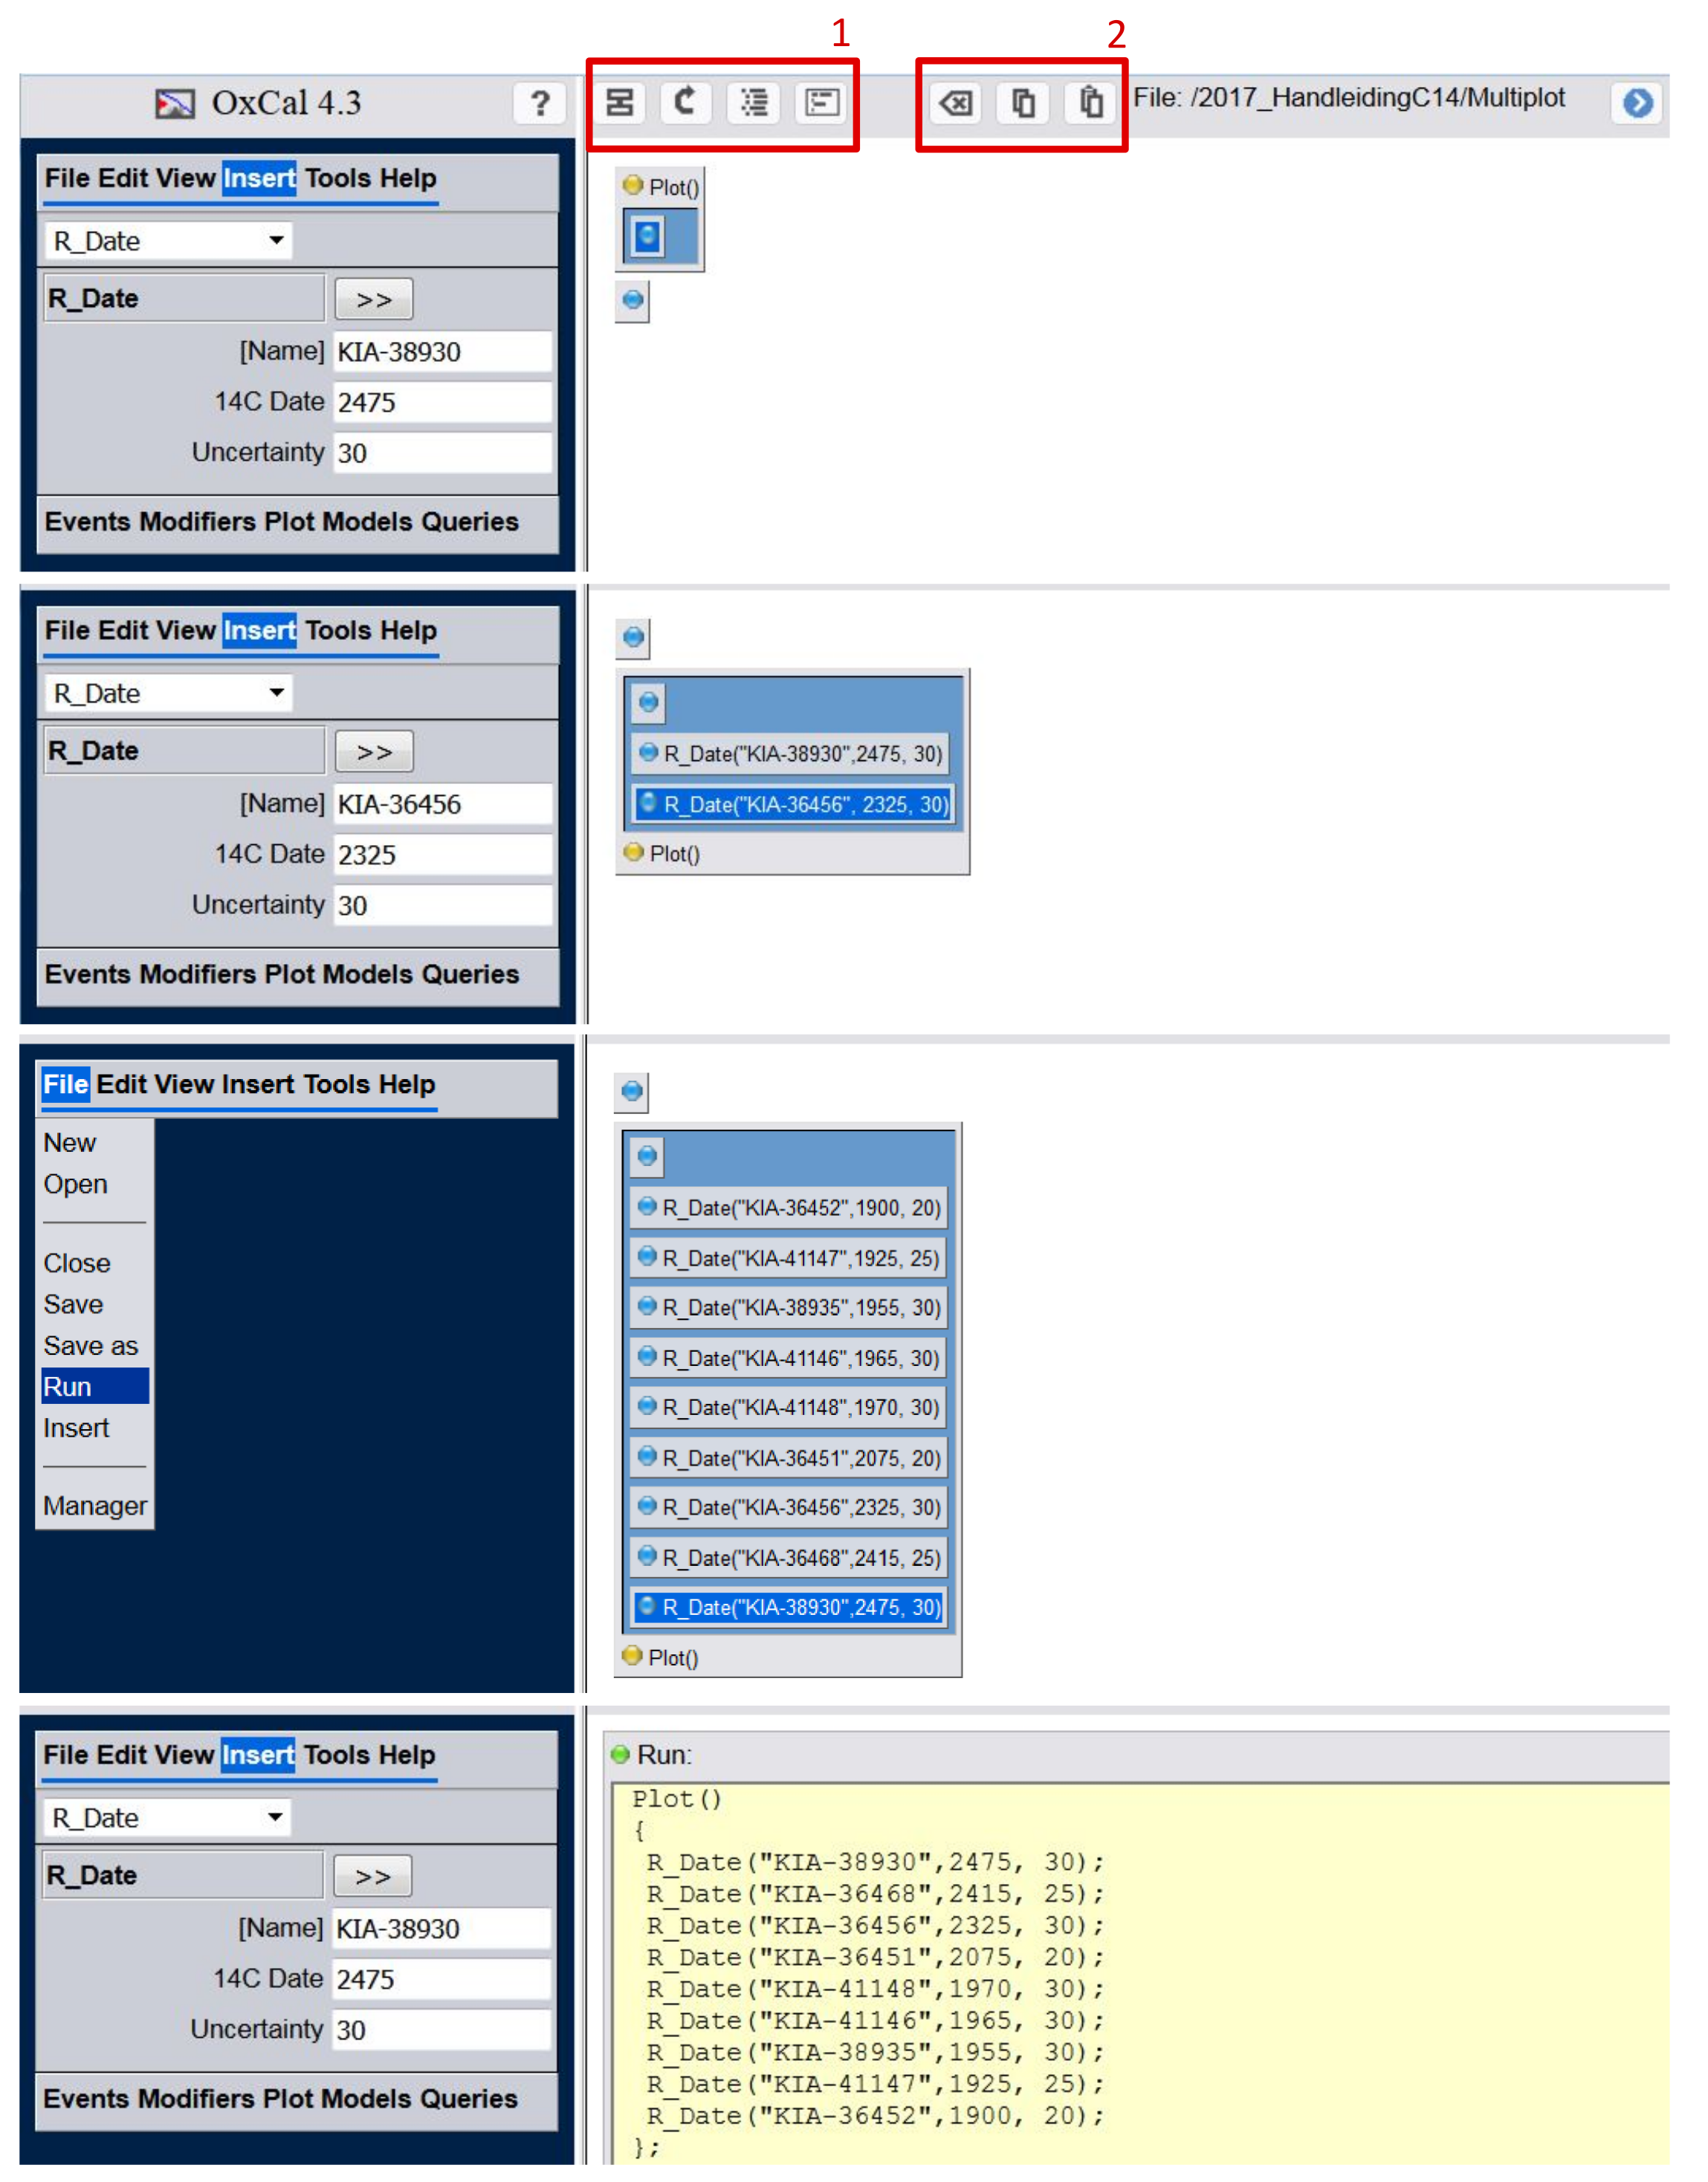 1
2
OxCal 4.3
?
File: /2017_HandleidingC14/Multiplot
File Edit View Insert Tools Help
R_Date
R_Date >>
[Name] KIA-38930
14C Date 2475
Uncertainty 30
Events Modifiers Plot Models Queries
Plot()
File Edit View Insert Tools Help
R_Date
R_Date >>
[Name] KIA-36456
14C Date 2325
Uncertainty 30
Events Modifiers Plot Models Queries
R_Date("KIA-38930",2475, 30)
R_Date("KIA-36456", 2325, 30)
Plot()
File Edit View Insert Tools Help
New
Open
Close
Save
Save as
Run
Insert
Manager
R_Date("KIA-36452",1900, 20)
R_Date("KIA-41147",1925, 25)
R_Date("KIA-38935",1955, 30)
R_Date("KIA-41146",1965, 30)
R_Date("KIA-41148",1970, 30)
R_Date("KIA-36451",2075, 20)
R_Date("KIA-36456",2325, 30)
R_Date("KIA-36468",2415, 25)
R_Date("KIA-38930",2475, 30)
Plot()
File Edit View Insert Tools Help
R_Date
R_Date >>
[Name] KIA-38930
14C Date 2475
Uncertainty 30
Events Modifiers Plot Models Queries
Run:
Plot()
{
R_Date("KIA-38930",2475, 30);
R_Date("KIA-36468",2415, 25);
R_Date("KIA-36456",2325, 30);
R_Date("KIA-36451",2075, 20);
R_Date("KIA-41148",1970, 30);
R_Date("KIA-41146",1965, 30);
R_Date("KIA-38935",1955, 30);
R_Date("KIA-41147",1925, 25);
R_Date("KIA-36452",1900, 20);
};